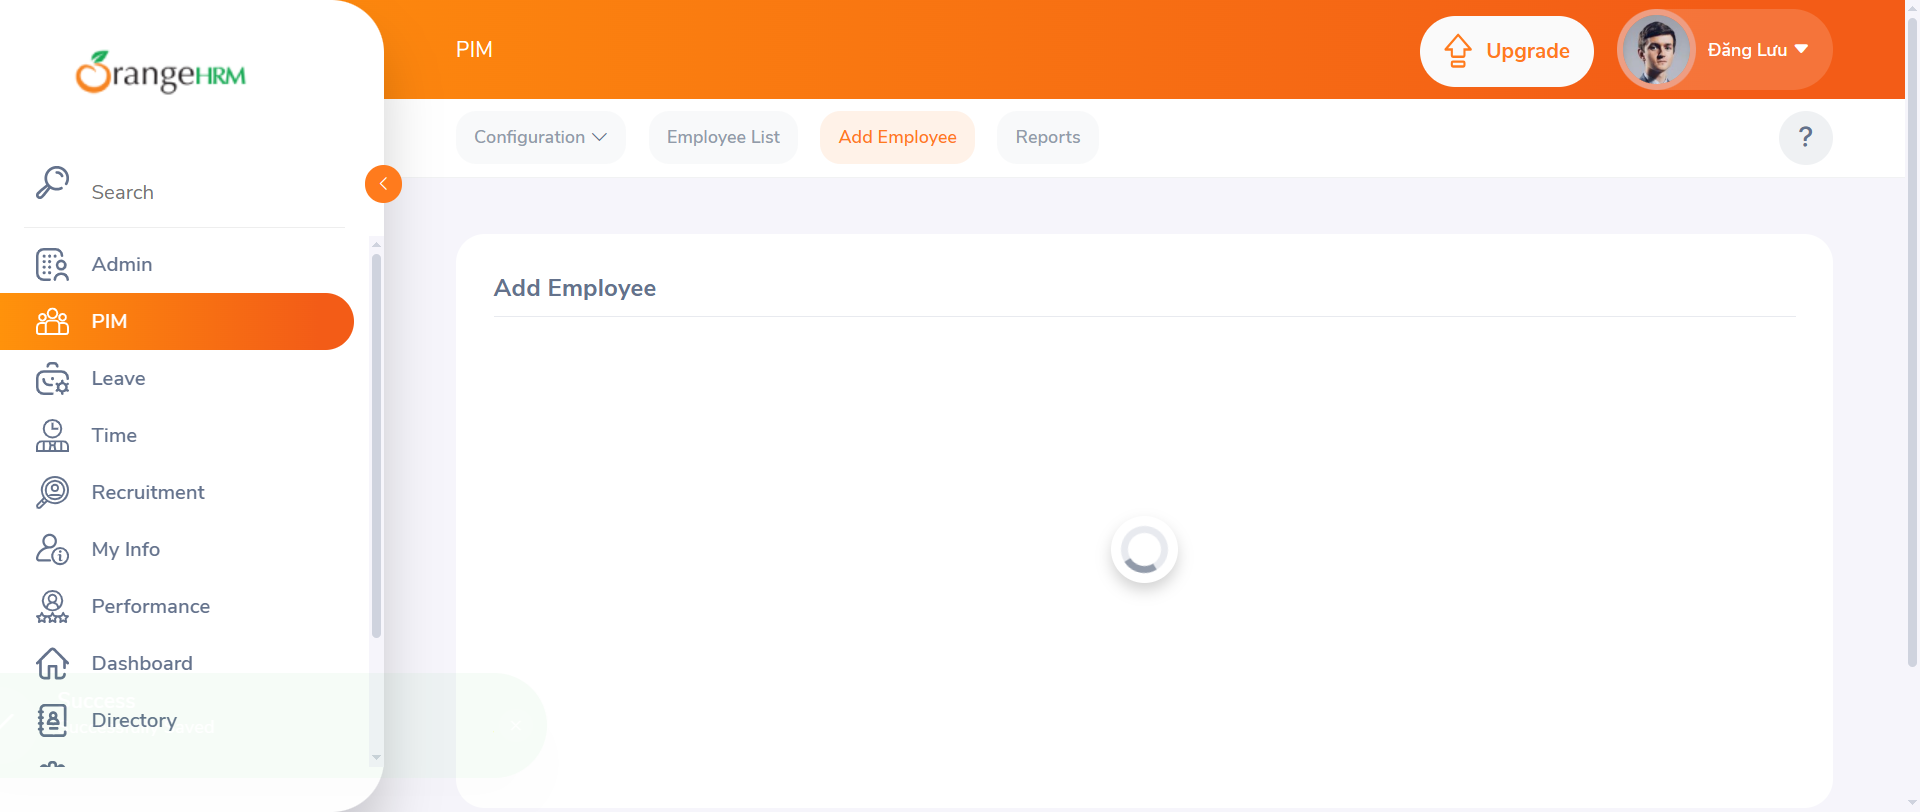 OrangeHRM
PIM
Upgrade
Đăng Lưu
Search
Configuration
Employee List
Add Employee
Reports
?
Add Employee
Admin
PIM
Leave
Time
Recruitment
My Info
Performance
Dashboard
Success
Directory